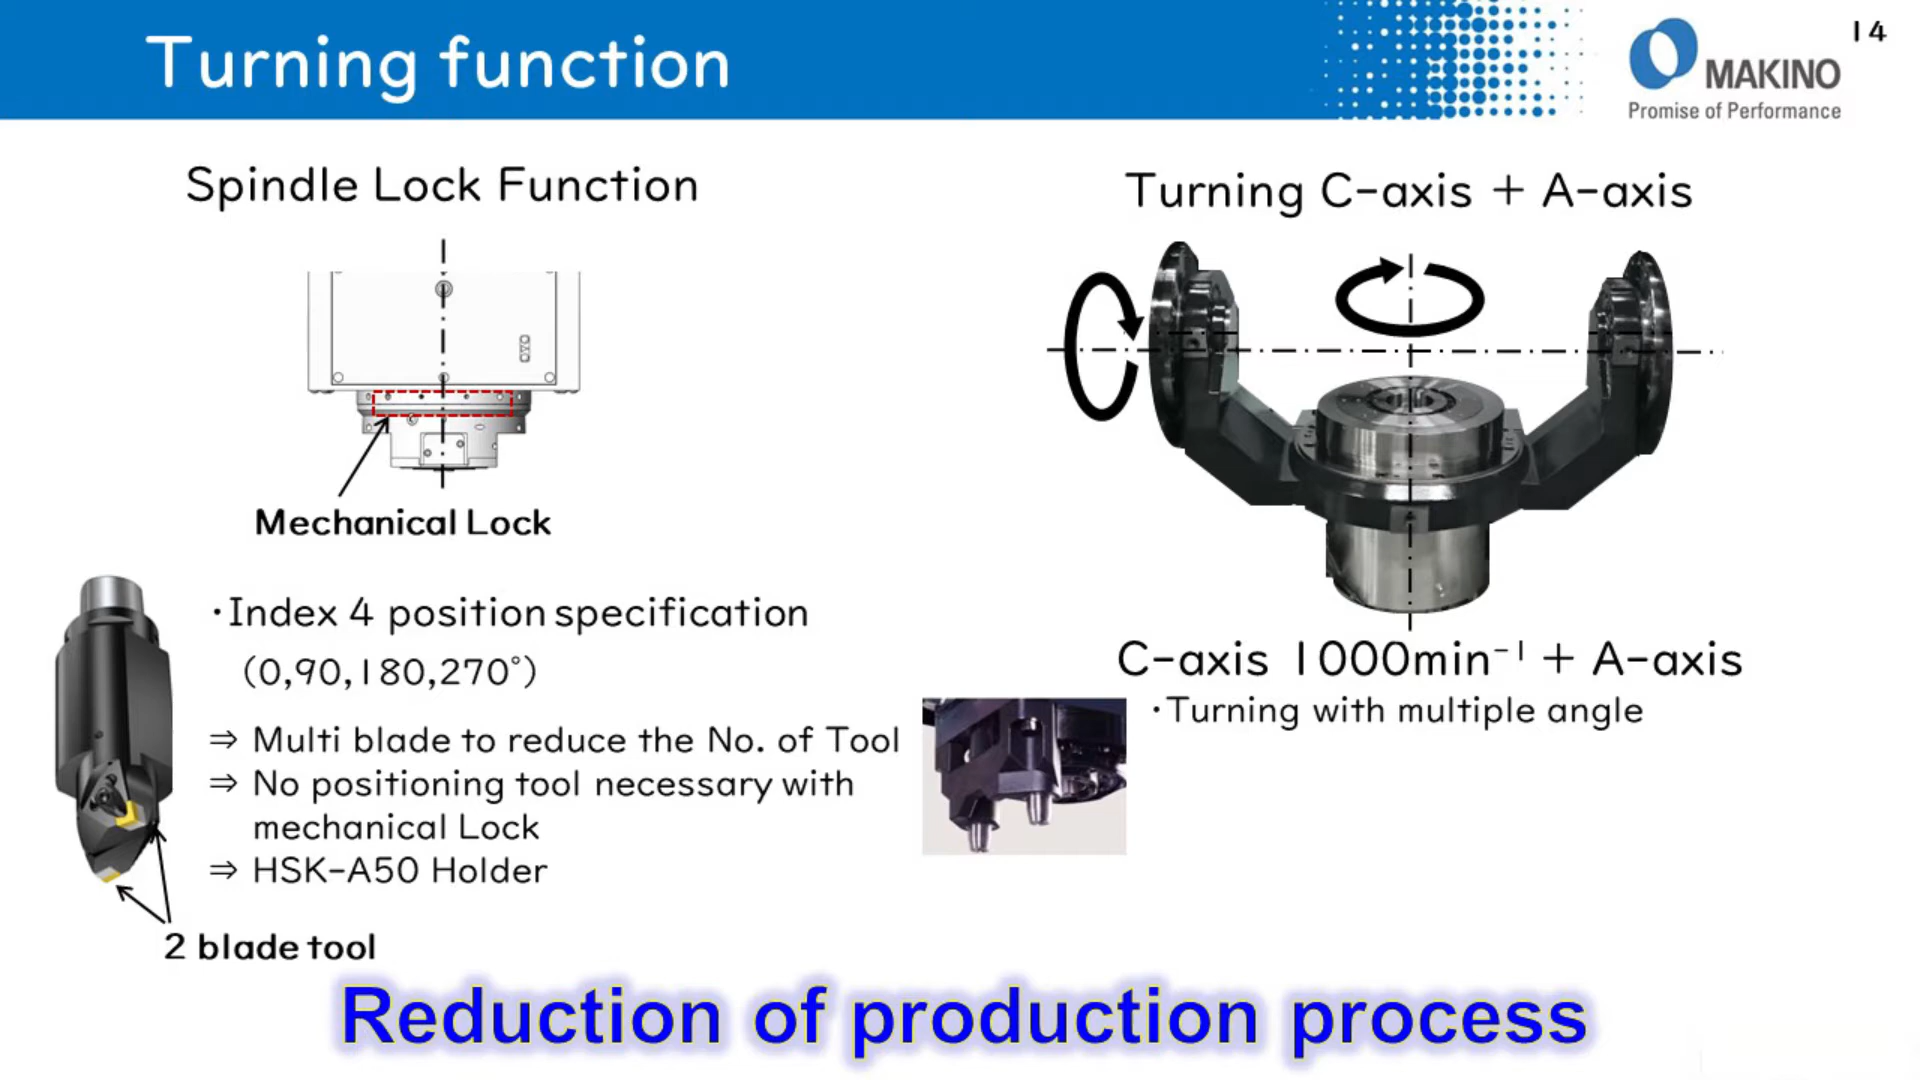 Turning function
MAKINO
Promise of Performance
14
Spindle Lock Function
Mechanical Lock
・Index 4 position specification
(0,90,180,270°)
⇒ Multi blade to reduce the No. of Tool
⇒ No positioning tool necessary with
mechanical Lock
⇒ HSK-A50 Holder
2 blade tool
Turning C-axis + A-axis
C-axis 1000min⁻¹ + A-axis
・Turning with multiple angle
Reduction of production process